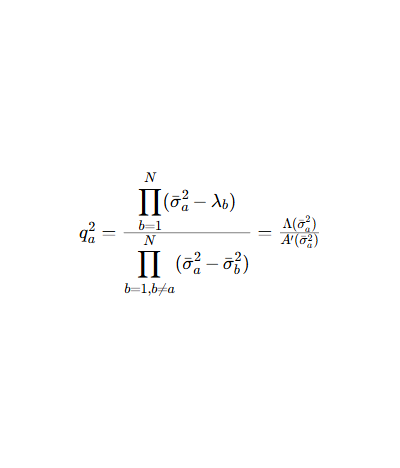 q_a^2 = \frac{\prod_{b=1}^{N} (\bar{\sigma}_a^2 - \lambda_b)}{\prod_{b=1, b \neq a}^{N} (\bar{\sigma}_a^2 - \bar{\sigma}_b^2)} = \frac{\Lambda(\bar{\sigma}_a^2)}{A\prime(\bar{\sigma}_a^2)}